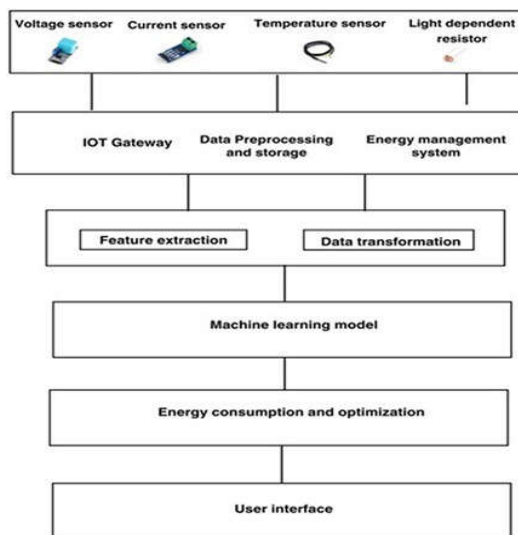 Voltage sensor Current sensor Temperature sensor Light dependent
resistor
IOT Gateway Data Preprocessing Energy management
and storage system
Feature extraction Data transformation
Machine learning model
Energy consumption and optimization
User interface